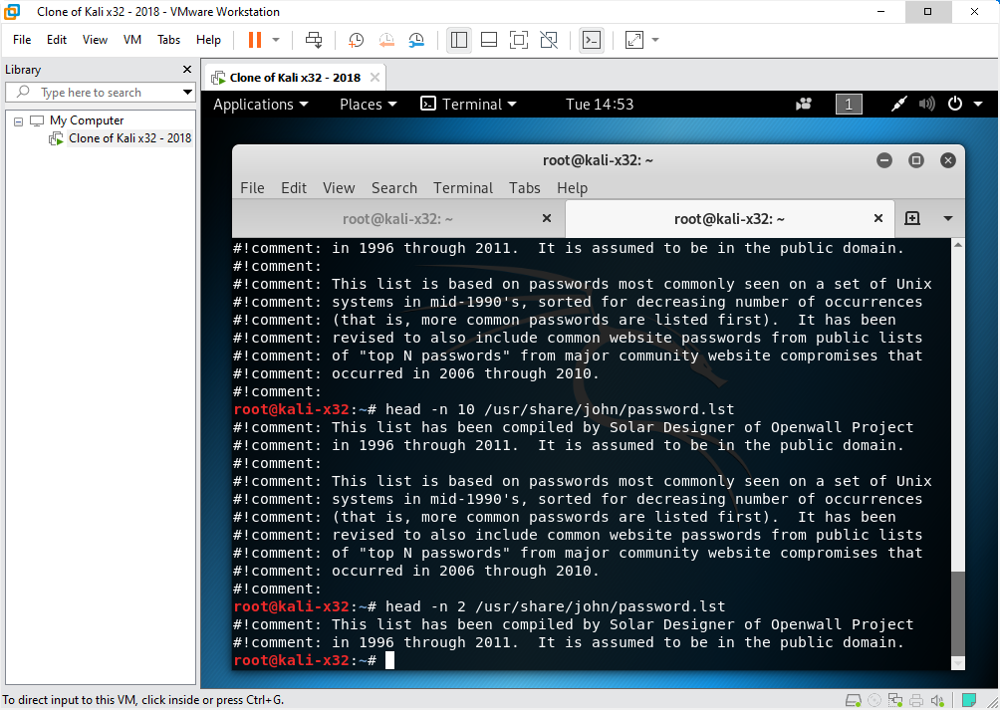 Clone of Kali x32 - 2018 - VMware Workstation
File Edit View VM Tabs Help
Library
Type here to search
My Computer
Clone of Kali x32 - 2018
Clone of Kali x32 - 2018
Applications Places Terminal Tue 14:53 1
root@kali-x32: ~
File Edit View Search Terminal Tabs Help
root@kali-x32: ~ root@kali-x32: ~
#!comment: in 1996 through 2011.  It is assumed to be in the public domain.
#!comment:
#!comment: This list is based on passwords most commonly seen on a set of Unix
#!comment: systems in mid-1990's, sorted for decreasing number of occurrences
#!comment: (that is, more common passwords are listed first).  It has been
#!comment: revised to also include common website passwords from public lists
#!comment: of "top N passwords" from major community website compromises that
#!comment: occurred in 2006 through 2010.
#!comment:
root@kali-x32:~# head -n 10 /usr/share/john/password.lst
#!comment: This list has been compiled by Solar Designer of Openwall Project
#!comment: in 1996 through 2011.  It is assumed to be in the public domain.
#!comment:
#!comment: This list is based on passwords most commonly seen on a set of Unix
#!comment: systems in mid-1990's, sorted for decreasing number of occurrences
#!comment: (that is, more common passwords are listed first).  It has been
#!comment: revised to also include common website passwords from public lists
#!comment: of "top N passwords" from major community website compromises that
#!comment: occurred in 2006 through 2010.
#!comment:
root@kali-x32:~# head -n 2 /usr/share/john/password.lst
#!comment: This list has been compiled by Solar Designer of Openwall Project
#!comment: in 1996 through 2011.  It is assumed to be in the public domain.
root@kali-x32:~#
To direct input to this VM, click inside or press Ctrl+G.